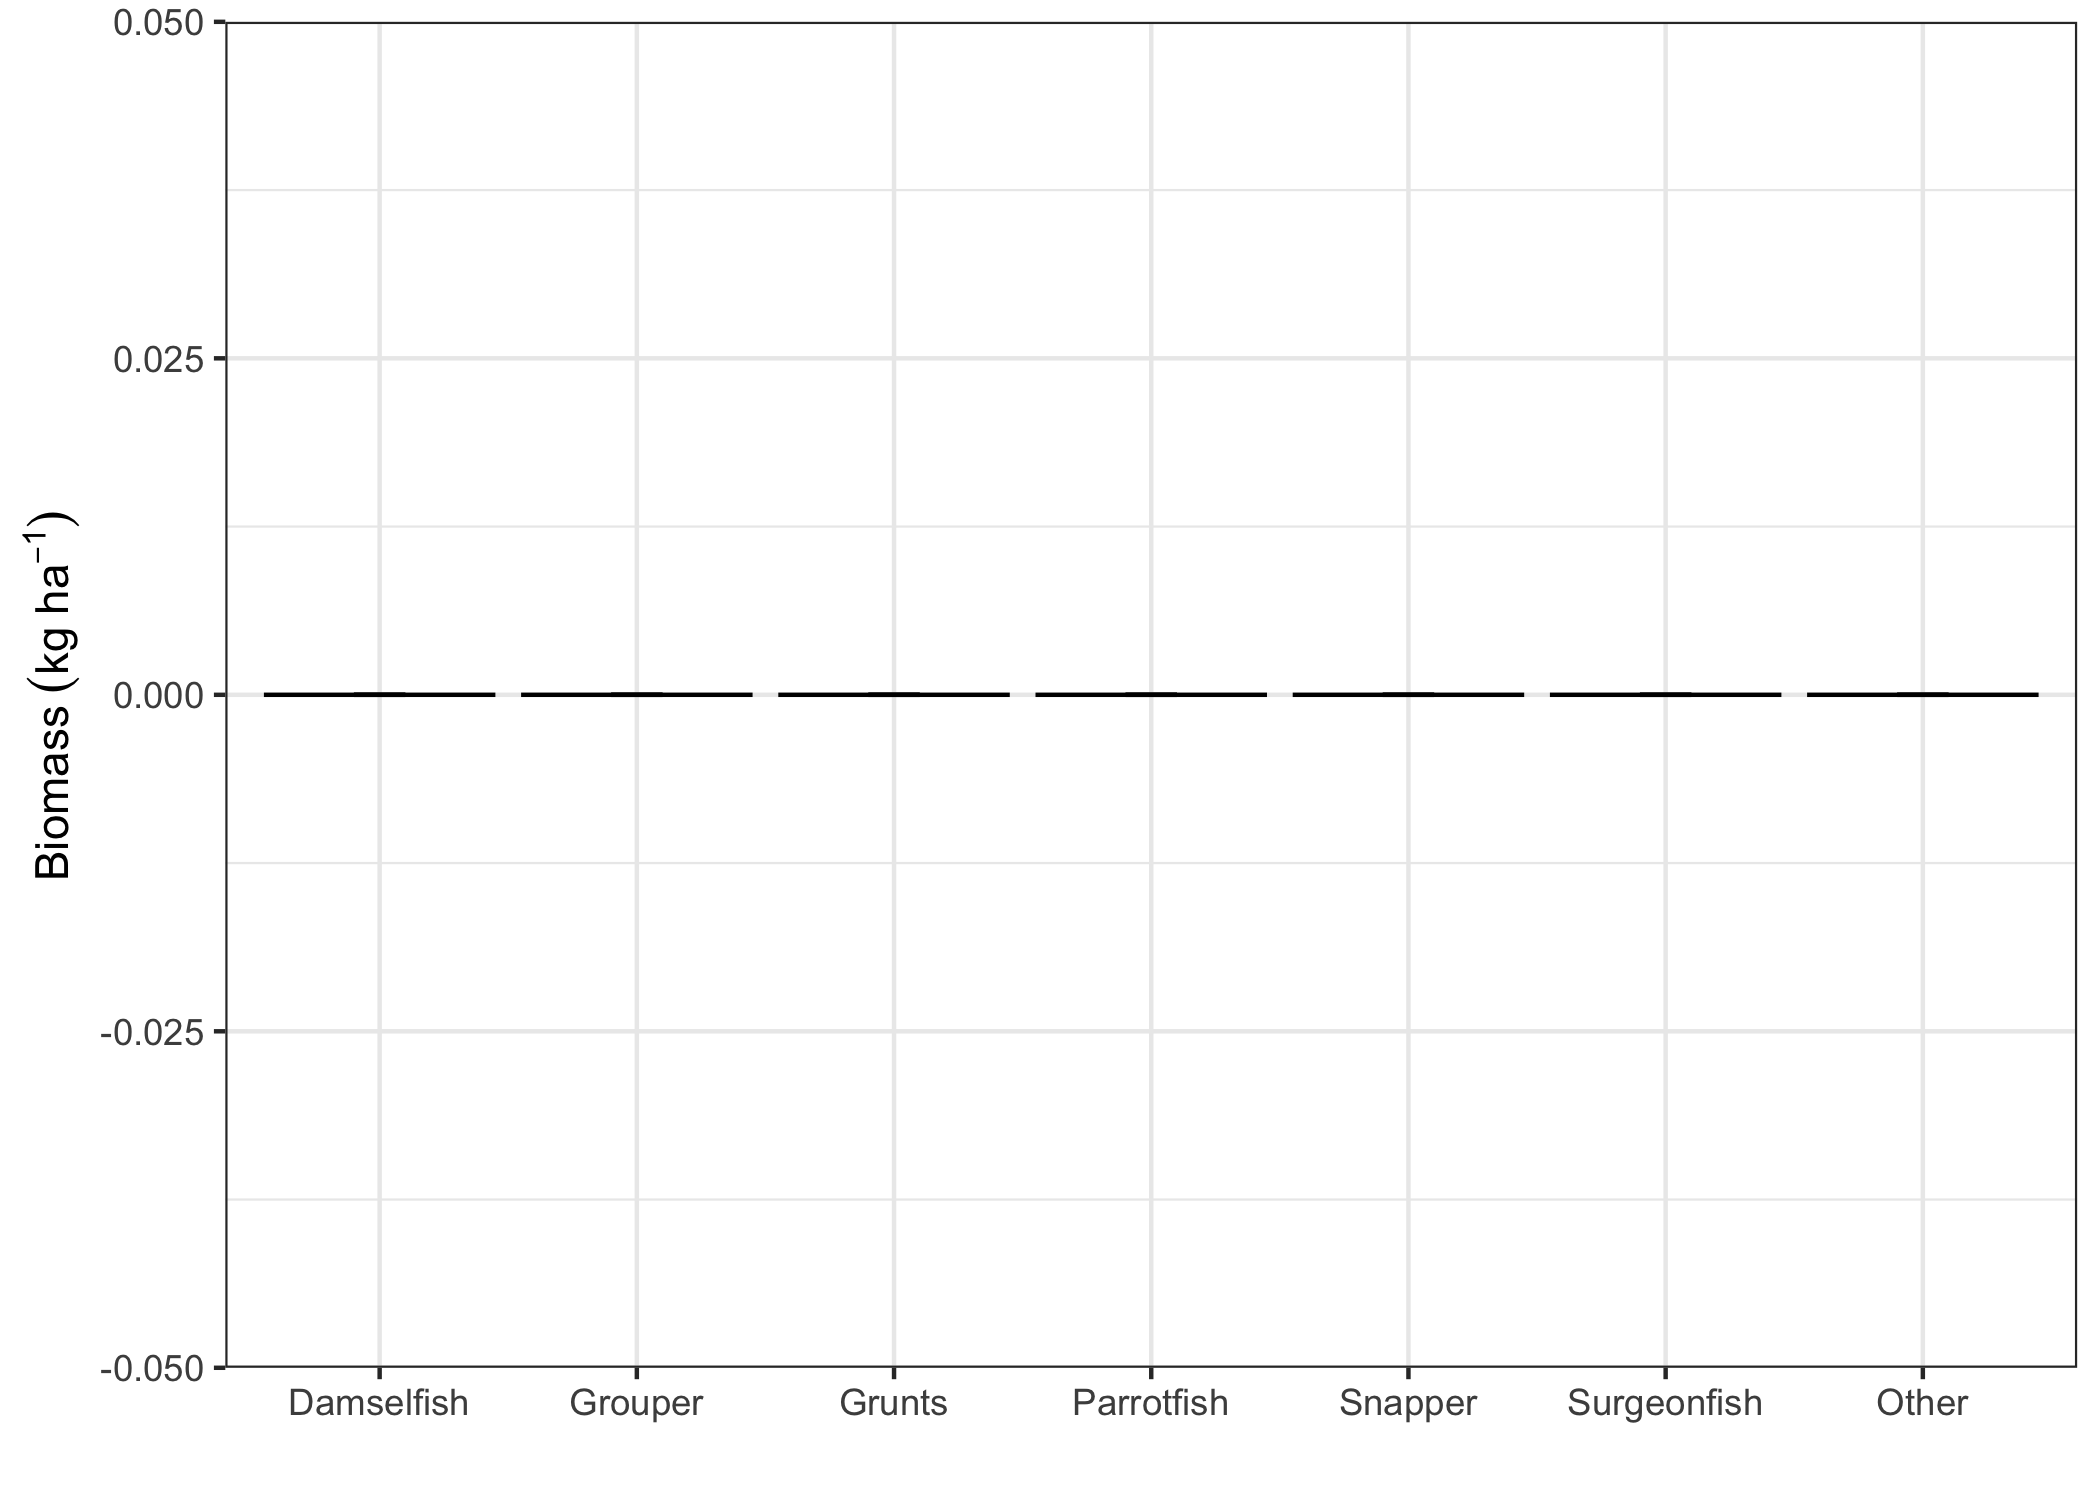 Biomass (kg ha⁻¹)
0.050
0.025
0.000
-0.025
-0.050
Damselfish Grouper Grunts Parrotfish Snapper Surgeonfish Other